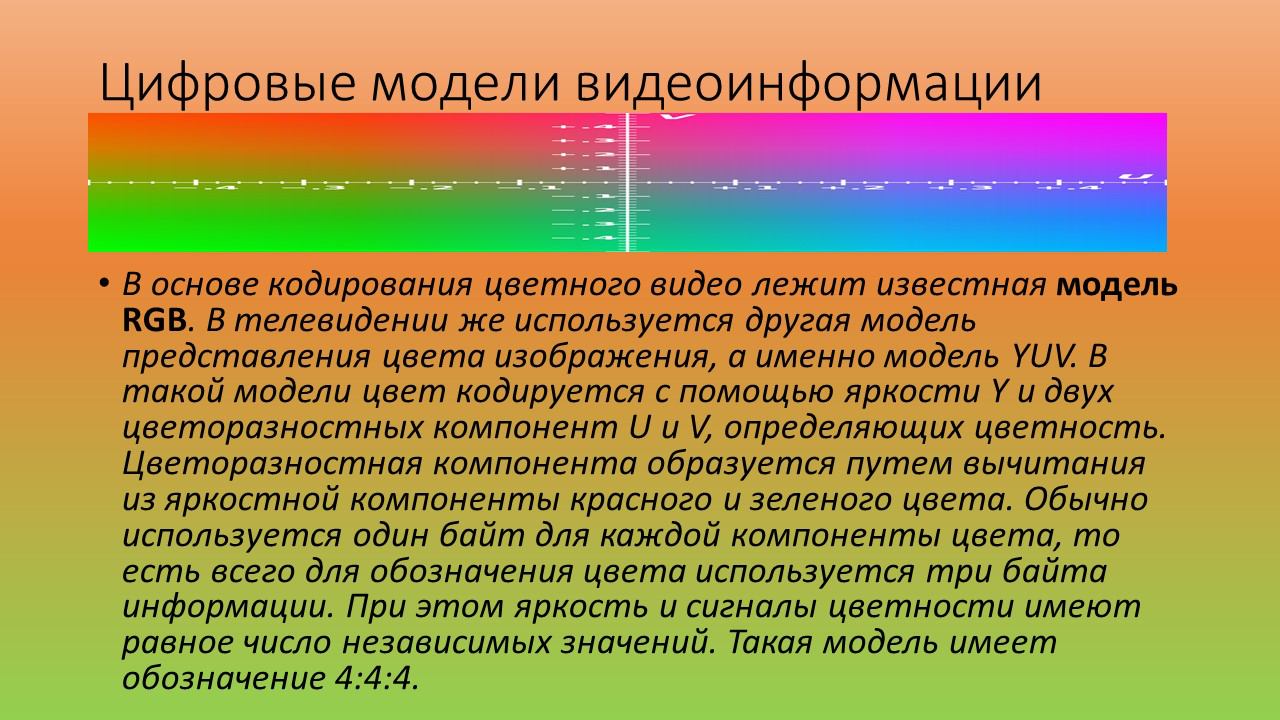 Цифровые модели видеоинформации
V
-.4 -.3 -.2 -.1 +.1 +.2 +.3 +.4 U
+.4
+.3
+.2
+.1
-.1
-.2
-.3
-.4
• В основе кодирования цветного видео лежит известная модель
RGB. В телевидении же используется другая модель
представления цвета изображения, а именно модель YUV. В
такой модели цвет кодируется с помощью яркости Y и двух
цветоразностных компонент U и V, определяющих цветность.
Цветоразностная компонента образуется путем вычитания
из яркостной компоненты красного и зеленого цвета. Обычно
используется один байт для каждой компоненты цвета, то
есть всего для обозначения цвета используется три байта
информации. При этом яркость и сигналы цветности имеют
равное число независимых значений. Такая модель имеет
обозначение 4:4:4.